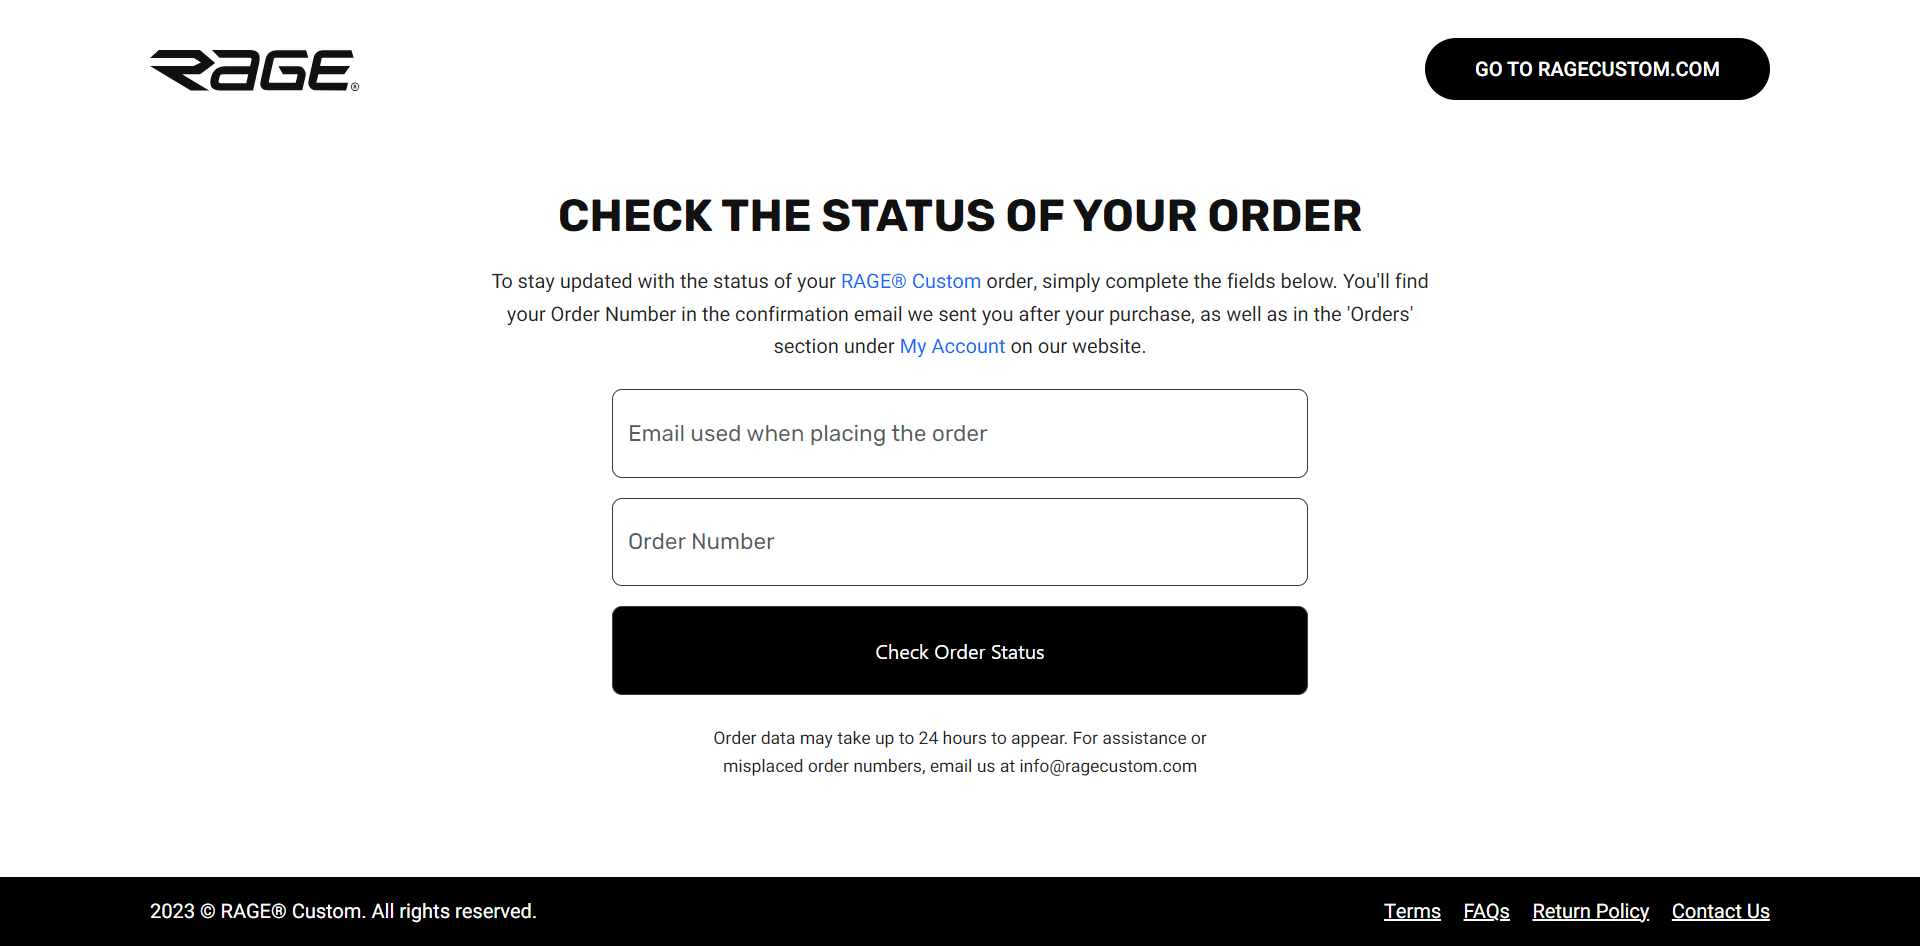 RAGE®
GO TO RAGECUSTOM.COM
CHECK THE STATUS OF YOUR ORDER
To stay updated with the status of your RAGE® Custom order, simply complete the fields below. You'll find
your Order Number in the confirmation email we sent you after your purchase, as well as in the 'Orders'
section under My Account on our website.
Email used when placing the order
Order Number
Check Order Status
Order data may take up to 24 hours to appear. For assistance or
misplaced order numbers, email us at info@ragecustom.com
2023 © RAGE® Custom. All rights reserved.
Terms FAQs Return Policy Contact Us